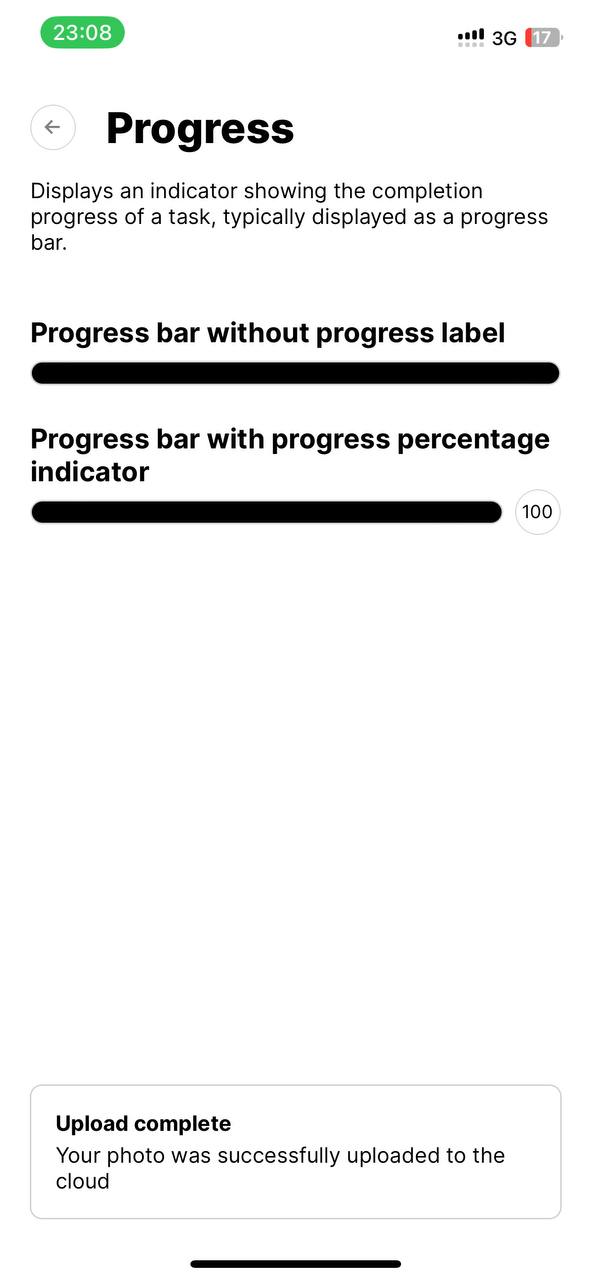 23:08
3G 17
Progress
Displays an indicator showing the completion
progress of a task, typically displayed as a progress
bar.
Progress bar without progress label
Progress bar with progress percentage
indicator
100
Upload complete
Your photo was successfully uploaded to the
cloud